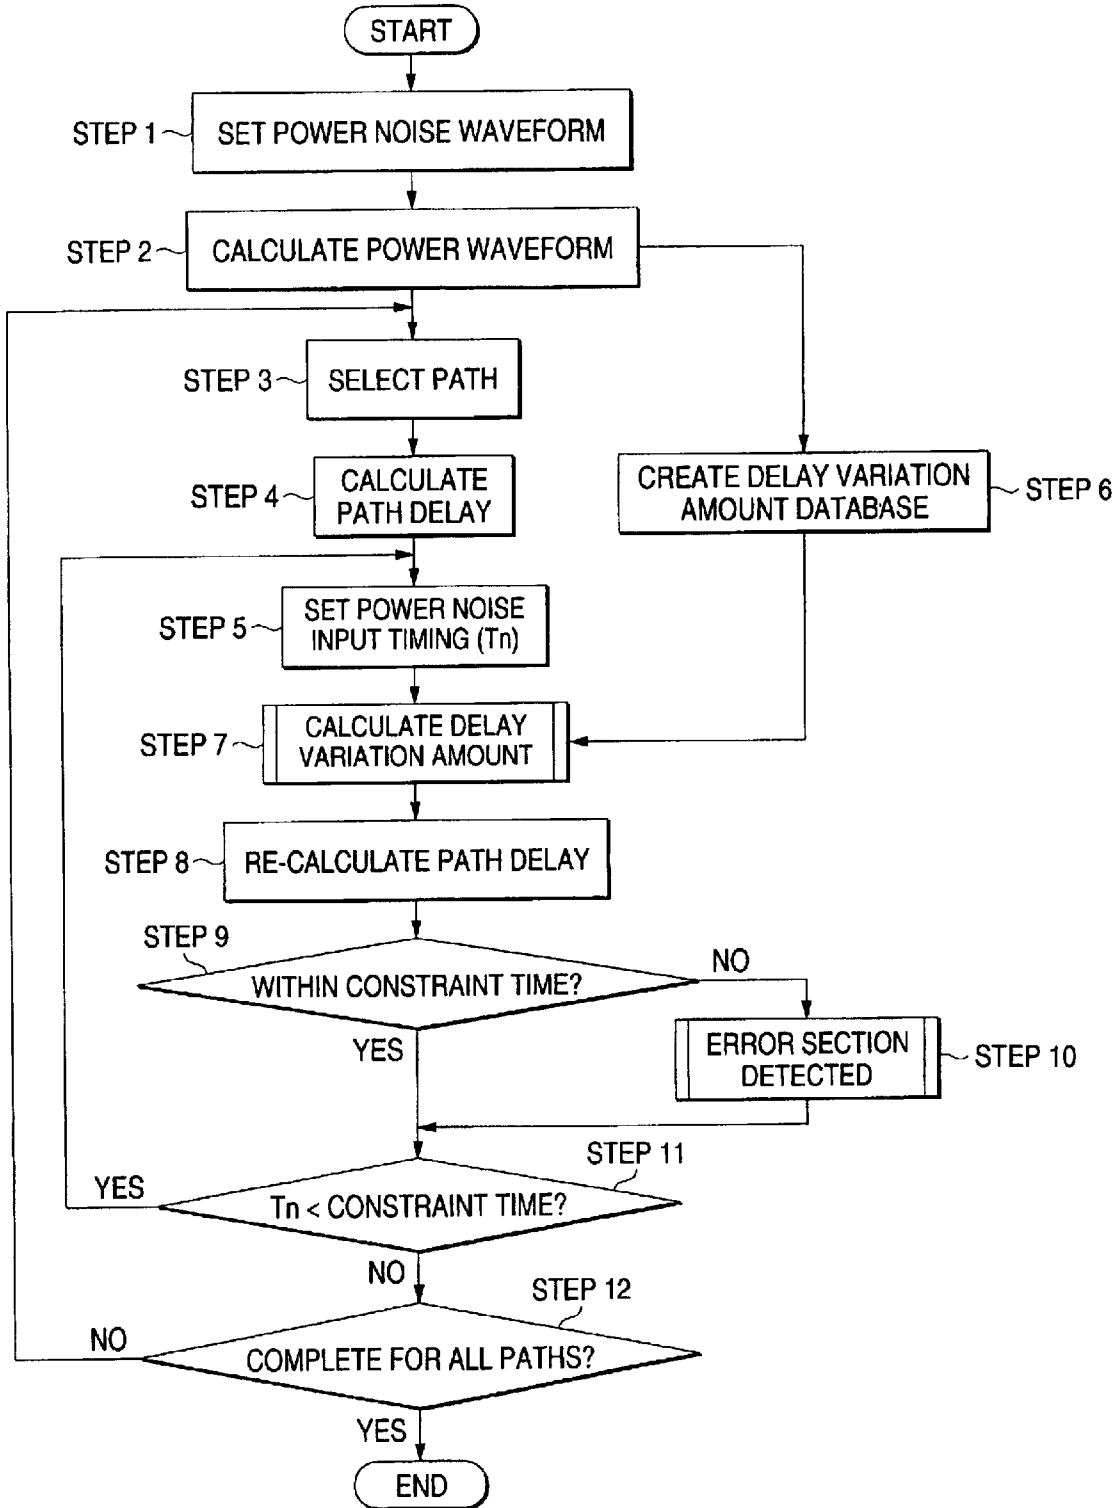 START
STEP 1
SET POWER NOISE WAVEFORM
STEP 2
CALCULATE POWER WAVEFORM
STEP 3
SELECT PATH
STEP 4
CALCULATE
PATH DELAY
CREATE DELAY VARIATION
AMOUNT DATABASE
STEP 6
STEP 5
SET POWER NOISE
INPUT TIMING (Tn)
STEP 7
CALCULATE DELAY
VARIATION AMOUNT
STEP 8
RE-CALCULATE PATH DELAY
STEP 9
WITHIN CONSTRAINT TIME?
NO
YES
ERROR SECTION
DETECTED
STEP 10
STEP 11
YES
Tn < CONSTRAINT TIME?
NO
STEP 12
NO
COMPLETE FOR ALL PATHS?
YES
END